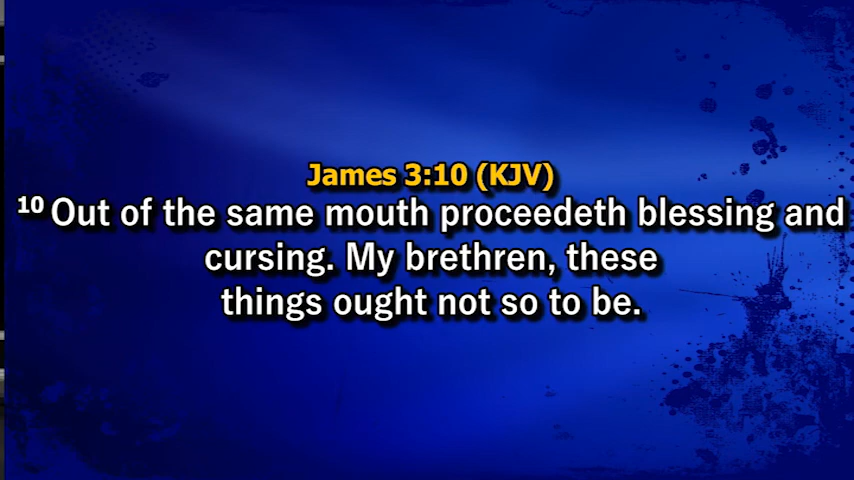 James 3:10 (KJV)
10 Out of the same mouth proceedeth blessing and
cursing. My brethren, these
things ought not so to be.